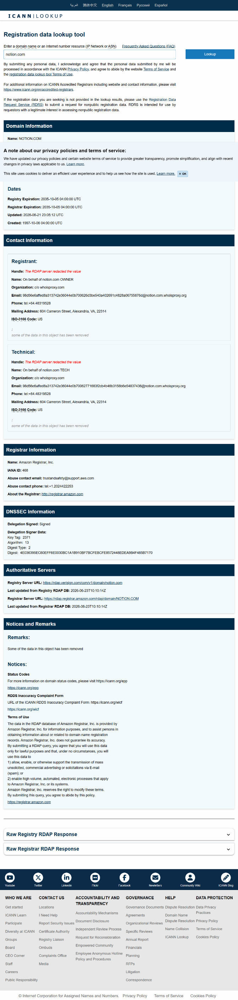 العربية 简体中文 English Français Русский Español
ICANN|LOOKUP
Registration data lookup tool
Enter a domain name or an Internet number resource (IP Network or ASN) Frequently Asked Questions (FAQ)
notion.com
Lookup
By submitting any personal data, I acknowledge and agree that the personal data submitted by me will be
processed in accordance with the ICANN Privacy Policy, and agree to abide by the website Terms of Service and
the registration data lookup tool Terms of Use.
For additional information on ICANN Accredited Registrars including website and contact information, please visit
https://www.icann.org/en/accredited-registrars.
If the registration data you are seeking is not provided in the lookup results, please use the Registration Data
Request Service (RDRS) to submit a request for nonpublic registration data. RDRS is intended for use by
requestors with a legitimate interest in accessing nonpublic registration data.
Domain Information
Name: NOTION.COM
A note about our privacy policies and terms of service:
We have updated our privacy policies and certain website terms of service to provide greater transparency, promote simplification, and align with recent
changes in privacy laws applicable to us. Learn more.
This site uses cookies to deliver an efficient user experience and to help us see how the site is used. Learn more. × OK
Dates
Registry Expiration: 2035-10-05 04:00:00 UTC
Registrar Expiration: 2035-10-05 04:00:00 UTC
Updated: 2026-06-21 23:05:12 UTC
Created: 1997-10-06 04:00:00 UTC
Contact Information
Registrant:
Handle: The RDAP server redacted the value
Name: On behalf of notion.com OWNER
Organization: c/o whoisproxy.com
Email: 98d56e6affed8a313742e36044e0b700626d3be540a402691c4828a06755876d@notion.com.whoisproxy.org
Phone: tel:+64.48319528
Mailing Address: 604 Cameron Street, Alexandria, VA, 22314
ISO-3166 Code: US
:
some of the data in this object has been removed
Technical:
Handle: The RDAP server redacted the value
Name: On behalf of notion.com TECH
Organization: c/o whoisproxy.com
Email: 98d56e6affed8a313742e36044e0b70062771683f2cb4b46b3158b6e54837436@notion.com.whoisproxy.org
Phone: tel:+64.48319528
Mailing Address: 604 Cameron Street, Alexandria, VA, 22314
ISO-3166 Code: US
:
some of the data in this object has been removed
Registrar Information
Name: Amazon Registrar, Inc.
IANA ID: 468
Abuse contact email: trustandsafety@support.aws.com
Abuse contact phone: tel:+1.2024422253
About the Registrar: http://registrar.amazon.com
DNSSEC Information
Delegation Signed: Signed
Delegation Signer Data:
Key Tag: 2371
Algorithm: 13
Digest Type: 2
Digest: 4E036395EC60EFF6E0030BC1A1B910BF7BCFEBCFE8572448EDEA9B4F485B7170
Authoritative Servers
Registry Server URL: https://rdap.verisign.com/com/v1/domain/notion.com
Last updated from Registry RDAP DB: 2026-06-23T10:10:14Z
Registrar Server URL: https://rdap.registrar.amazon.com/rdap/domain/NOTION.COM
Last updated from Registrar RDAP DB: 2026-06-23T10:10:14Z
Notices and Remarks
Remarks:
Some of the data in this object has been removed
Notices:
Status Codes
For more information on domain status codes, please visit https://icann.org/epp
https://icann.org/epp
RDDS Inaccuracy Complaint Form
URL of the ICANN RDDS Inaccuracy Complaint Form: https://icann.org/wicf
https://icann.org/wicf
Terms of Use
The data in the RDAP database of Amazon Registrar, Inc. is provided by
Amazon Registrar, Inc. for information purposes, and to assist persons in
obtaining information about or related to domain name registration
records. Amazon Registrar, Inc. does not guarantee its accuracy.
By submitting a RDAP query, you agree that you will use this data
only for lawful purposes and that, under no circumstances, you will
use this data to
1) allow, enable, or otherwise support the transmission of mass
unsolicited, commercial advertising or solicitations via E-mail
(spam); or
2) enable high volume, automated, electronic processes that apply
to Amazon Registrar, Inc. or its systems.
Amazon Registrar, Inc. reserves the right to modify these terms.
By submitting this query, you agree to abide by this policy.
https://registrar.amazon.com
Raw Registry RDAP Response
Raw Registrar RDAP Response
Youtube Twitter Linkedin Flickr Facebook Newletters Community Wiki ICANN Blog
WHO WE ARE
Get started
ICANN Learn
Participate
Diversity at ICANN
Groups
Board
CEO Corner
Staff
Careers
Public Responsibility
CONTACT US
Locations
I Need Help
Report Security Issues
Certificate Authority
Registry Liaison
Ombuds
Complaints Office
Media
ACCOUNTABILITY AND
TRANSPARENCY
Accountability Mechanisms
Document Disclosure
Independent Review Process
Request for Reconsideration
Empowered Community
Employee Anonymous Hotline
Policy and Procedures
GOVERNANCE
Governance Documents
Agreements
Organizational Reviews
Specific Reviews
Annual Report
Financials
Planning
RFPs
Litigation
Correspondence
HELP
Dispute Resolution
Domain Name
Dispute Resolution
Name Collision
ICANN Lookup
DATA PROTECTION
Data Privacy
Practices
Privacy Policy
Terms of Service
Cookies Policy
© Internet Corporation for Assigned Names and Numbers. Privacy Policy Terms of Service Cookies Policy